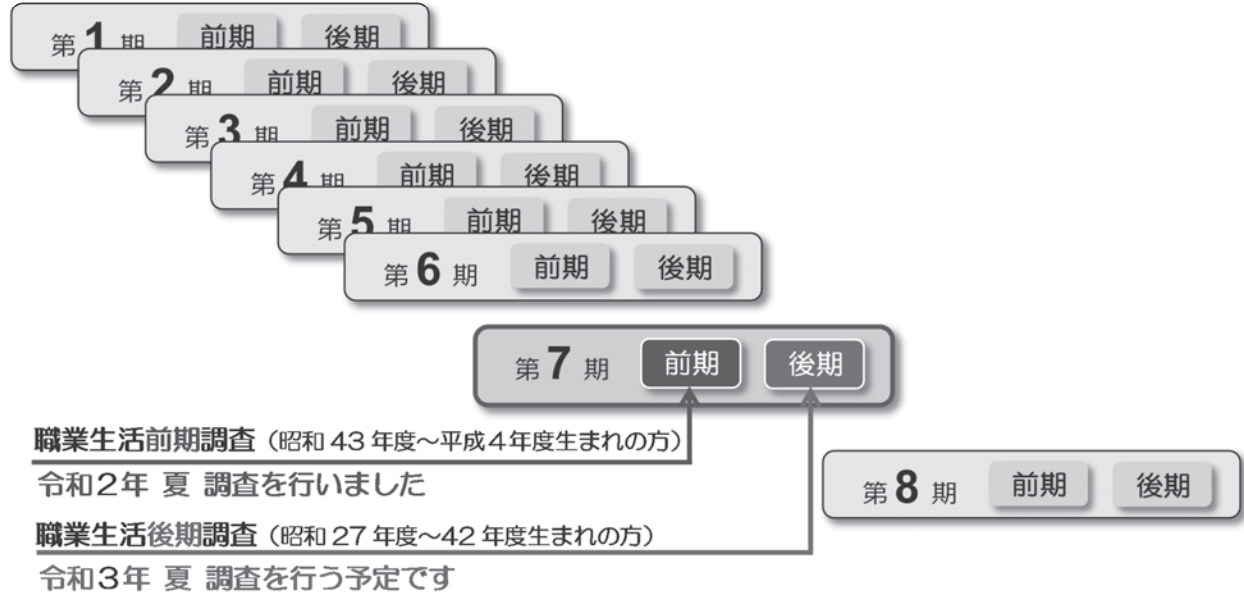 第1期 前期 後期
第2期 前期 後期
第3期 前期 後期
第4期 前期 後期
第5期 前期 後期
第6期 前期 後期
第7期 前期 後期
職業生活前期調査(昭和43年度～平成4年度生まれの方)
令和2年 夏 調査を行いました
第8期 前期 後期
職業生活後期調査(昭和27年度～42年度生まれの方)
令和3年 夏 調査を行う予定です